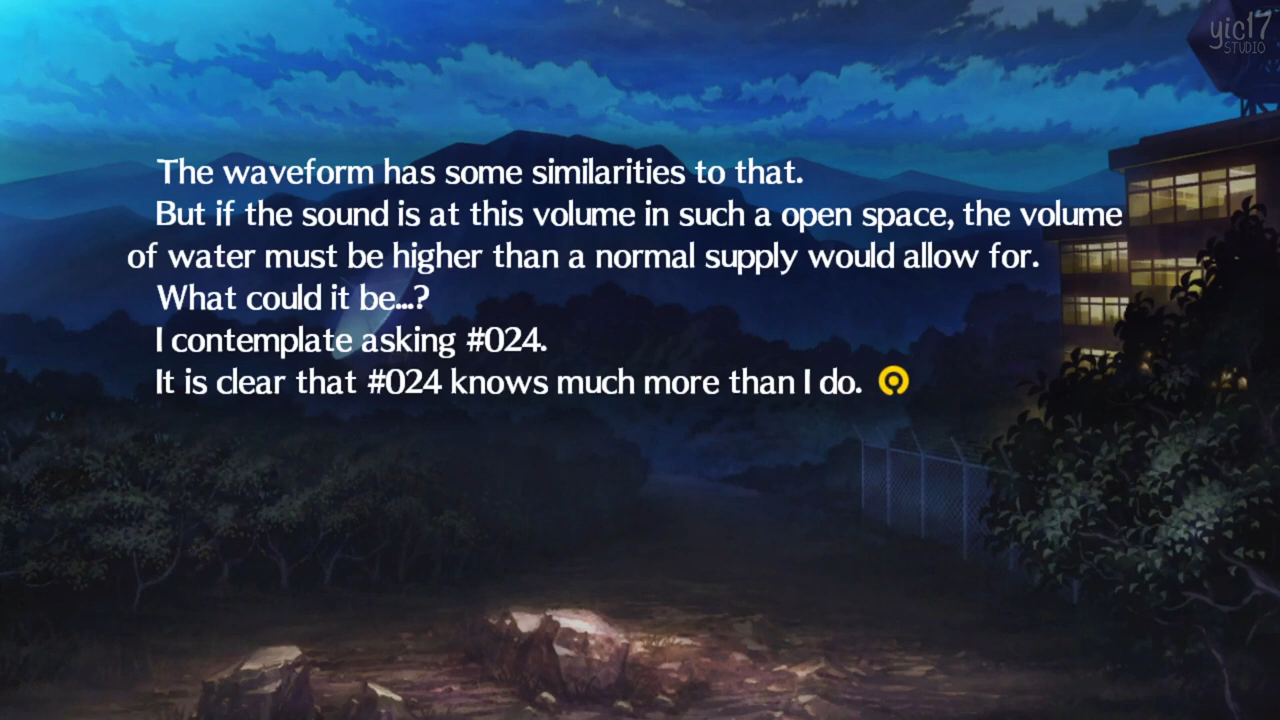 yic17
STUDIO
The waveform has some similarities to that.
But if the sound is at this volume in such a open space, the volume
of water must be higher than a normal supply would allow for.
What could it be...?
I contemplate asking #024.
It is clear that #024 knows much more than I do.